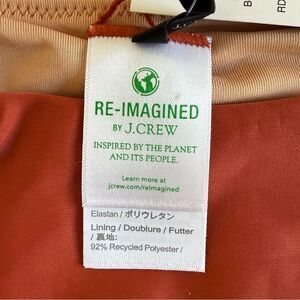 RE-IMAGINED
BY J.CREW
INSPIRED BY THE PLANET
AND ITS PEOPLE.
Learn more at
jcrew.com/reimagined
Elastan / ポリウレタン
Lining / Doublure / Futter
/ 裏地:
92% Recycled Polyester /
B
RD